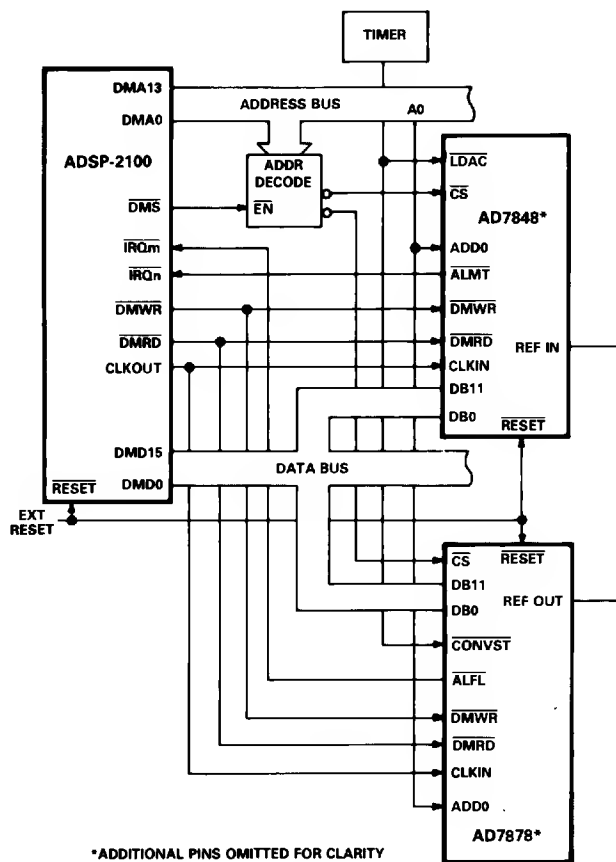 TIMER
DMA13
ADDRESS BUS
A0
DMA0
ADSP-2100
ADDR
DECODE
LDAC
CS
AD7848*
DMS
EN
IRQm
ADD0
IRQn
ALMT
DMWR
DMWR
DMRD
DMRD
REF IN
CLKOUT
CLKIN
DB11
DB0
RESET
DMD15
DATA BUS
RESET
DMD0
EXT
RESET
CS
RESET
DB11
DB0
REF OUT
CONVST
ALFL
DMWR
DMRD
CLKIN
ADD0
AD7878*
*ADDITIONAL PINS OMITTED FOR CLARITY